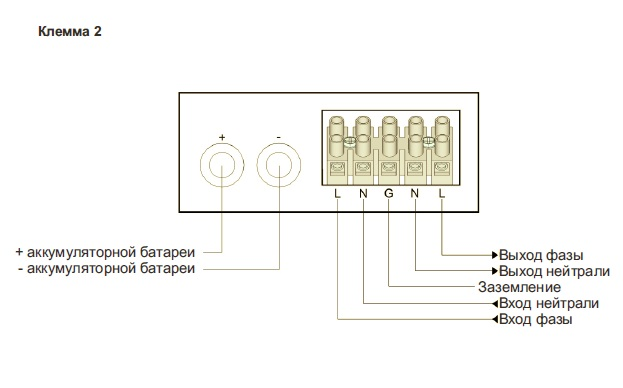 Клемма 2
+ -
L N G N L
+ аккумуляторной батареи
- аккумуляторной батареи
Выход фазы
Выход нейтрали
Заземление
Вход нейтрали
Вход фазы